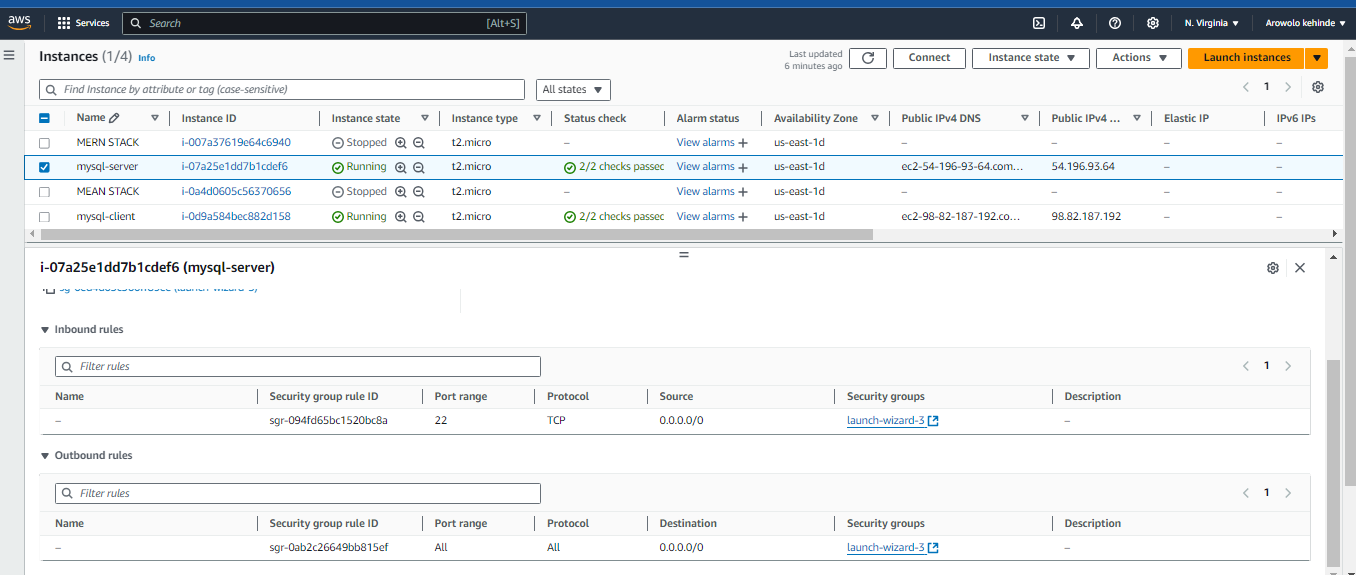 aws Services Search [Alt+S] N. Virginia Arowolo kehinde
Instances (1/4) Info Last updated 6 minutes ago Connect Instance state Actions Launch instances
Find Instance by attribute or tag (case-sensitive) All states 1
Name Instance ID Instance state Instance type Status check Alarm status Availability Zone Public IPv4 DNS Public IPv4 ... Elastic IP IPv6 IPs
MERN STACK i-007a37619e64c6940 Stopped t2.micro – View alarms + us-east-1d – – – –
mysql-server i-07a25e1dd7b1cdef6 Running t2.micro 2/2 checks passed View alarms + us-east-1d ec2-54-196-93-64.com... 54.196.93.64 – –
MEAN STACK i-0a4d0605c56370656 Stopped t2.micro – View alarms + us-east-1d – – – –
mysql-client i-0d9a584bec882d158 Running t2.micro 2/2 checks passed View alarms + us-east-1d ec2-98-82-187-192.co... 98.82.187.192 – –
i-07a25e1dd7b1cdef6 (mysql-server)
(launch-wizard-3)
Inbound rules
Filter rules 1
Name Security group rule ID Port range Protocol Source Security groups Description
– sgr-094fd65bc1520bc8a 22 TCP 0.0.0.0/0 launch-wizard-3 –
Outbound rules
Filter rules 1
Name Security group rule ID Port range Protocol Destination Security groups Description
– sgr-0ab2c26649bb815ef All All 0.0.0.0/0 launch-wizard-3 –